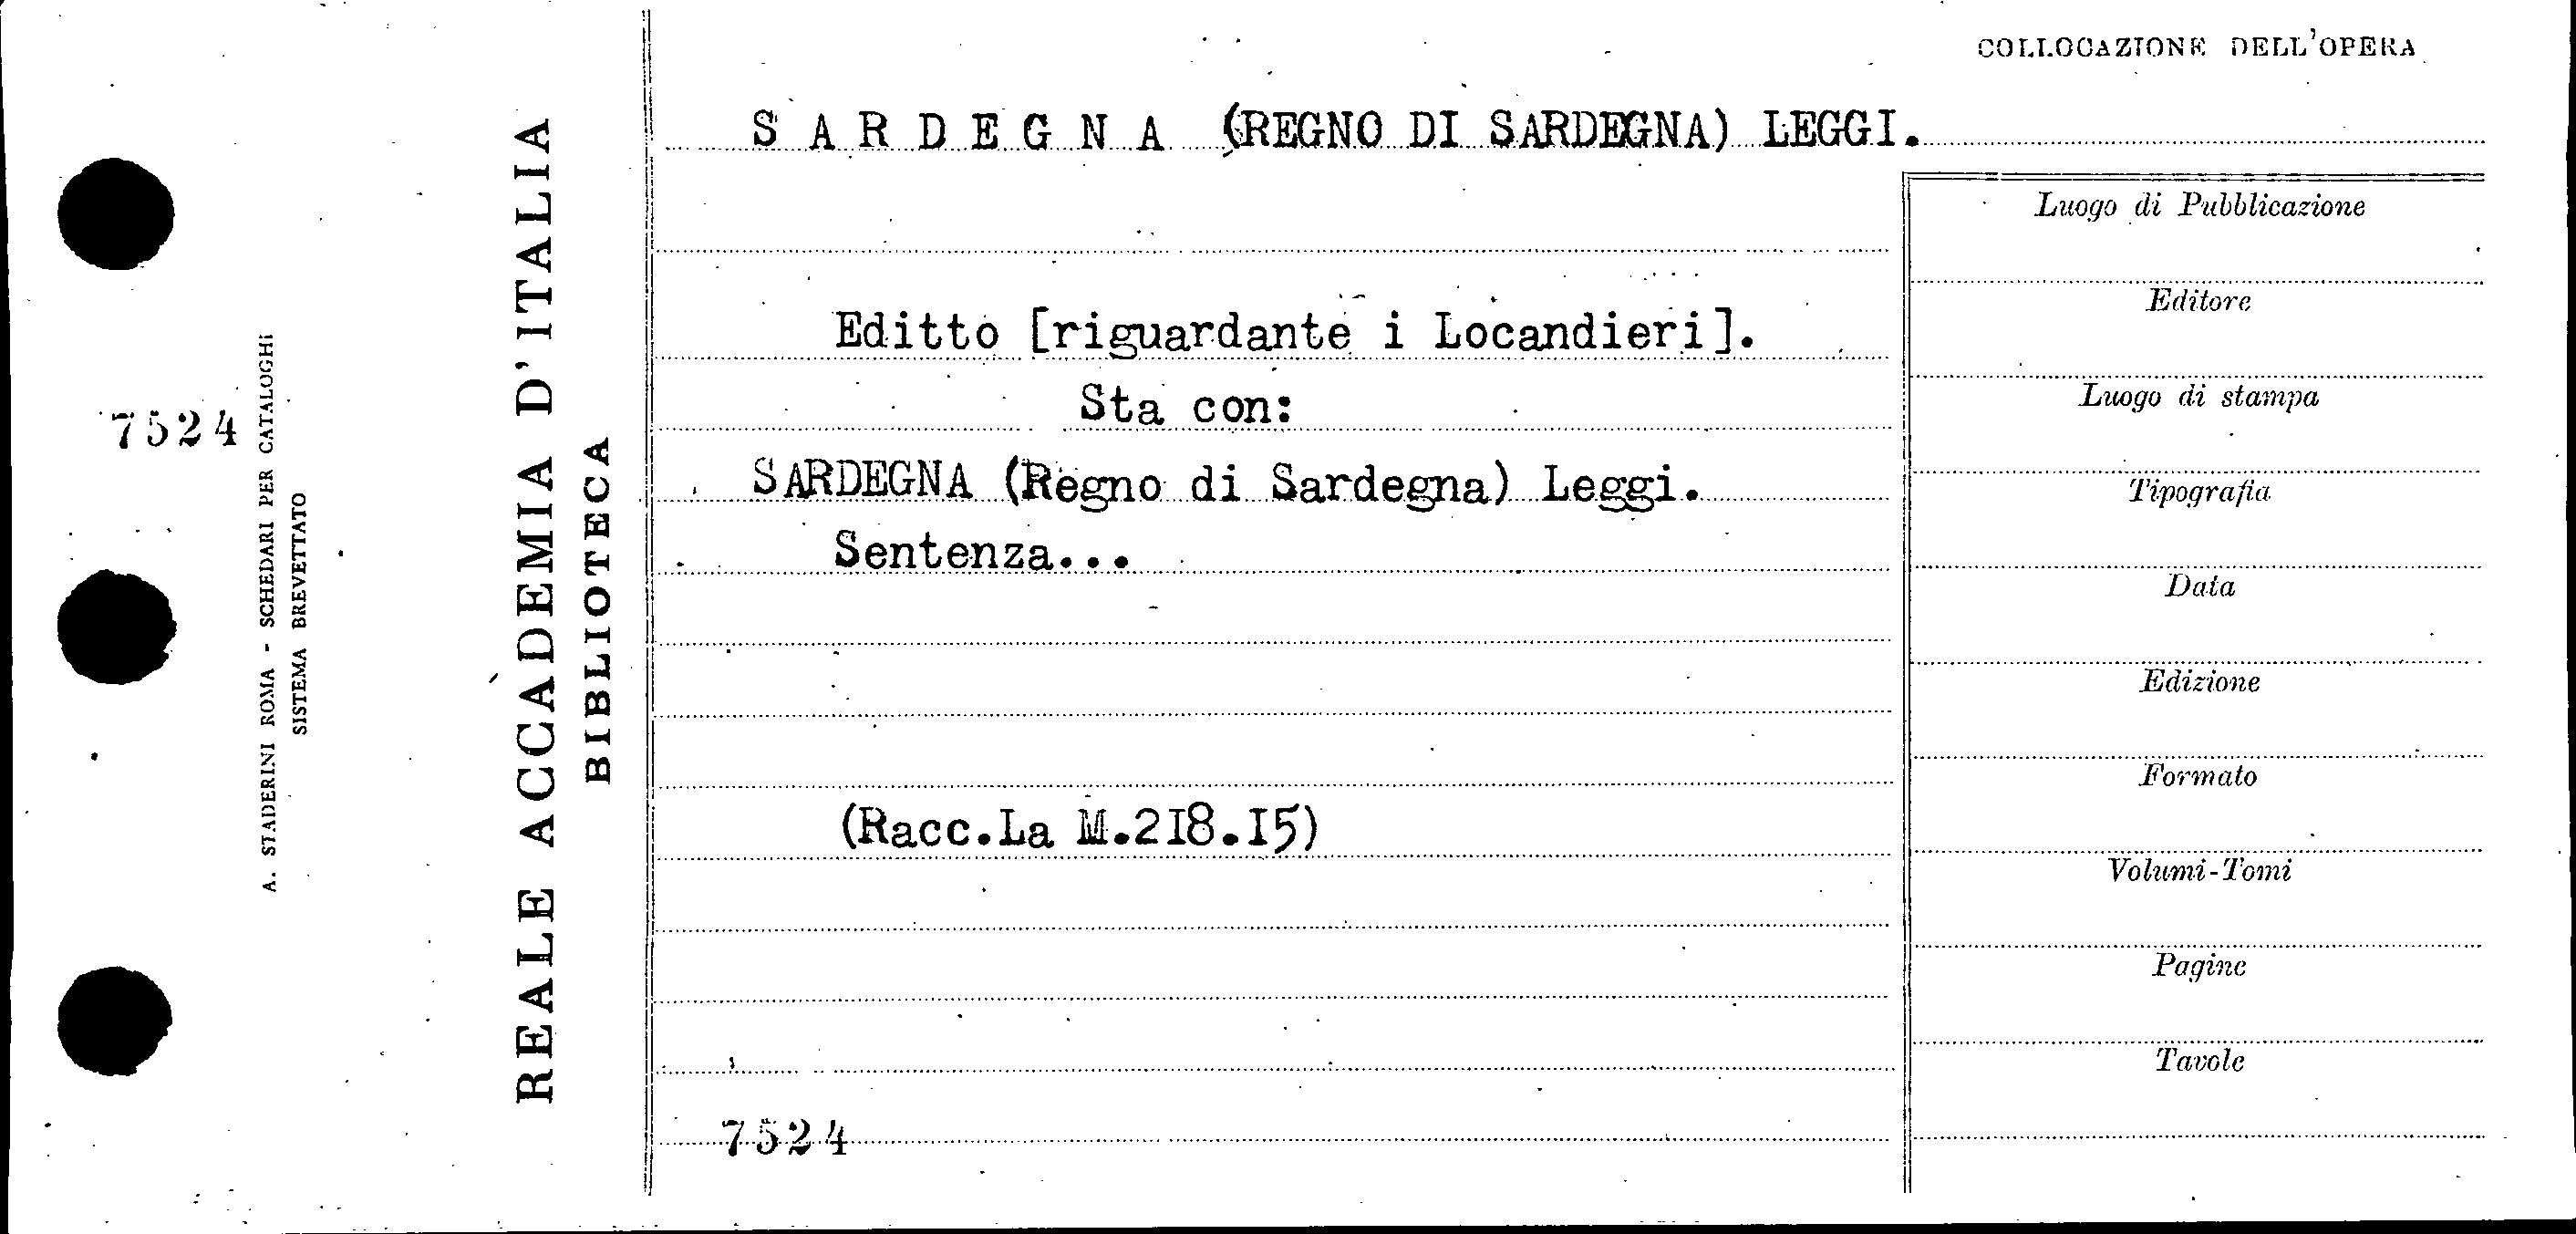 COLLOCAZIONE DELL'OPERA
SARDEGNA (REGNO DI SARDEGNA) LEGGI.
Editto [riguardante i Locandieri].
Sta con:
SARDEGNA (Regno di Sardegna) Leggi.
Sentenza...
(Racc.La M.218.15)
7524
Luogo di Pubblicazione
Editore
Luogo di stampa
Tipografia
Data
Edizione
Formato
Volumi-Tomi
Pagine
Tavole
7524
A. STADERINI ROMA - SCHEDARI PER CATALOGHI
SISTEMA BREVETTATO
REALE ACCADEMIA D'ITALIA
BIBLIOTECA